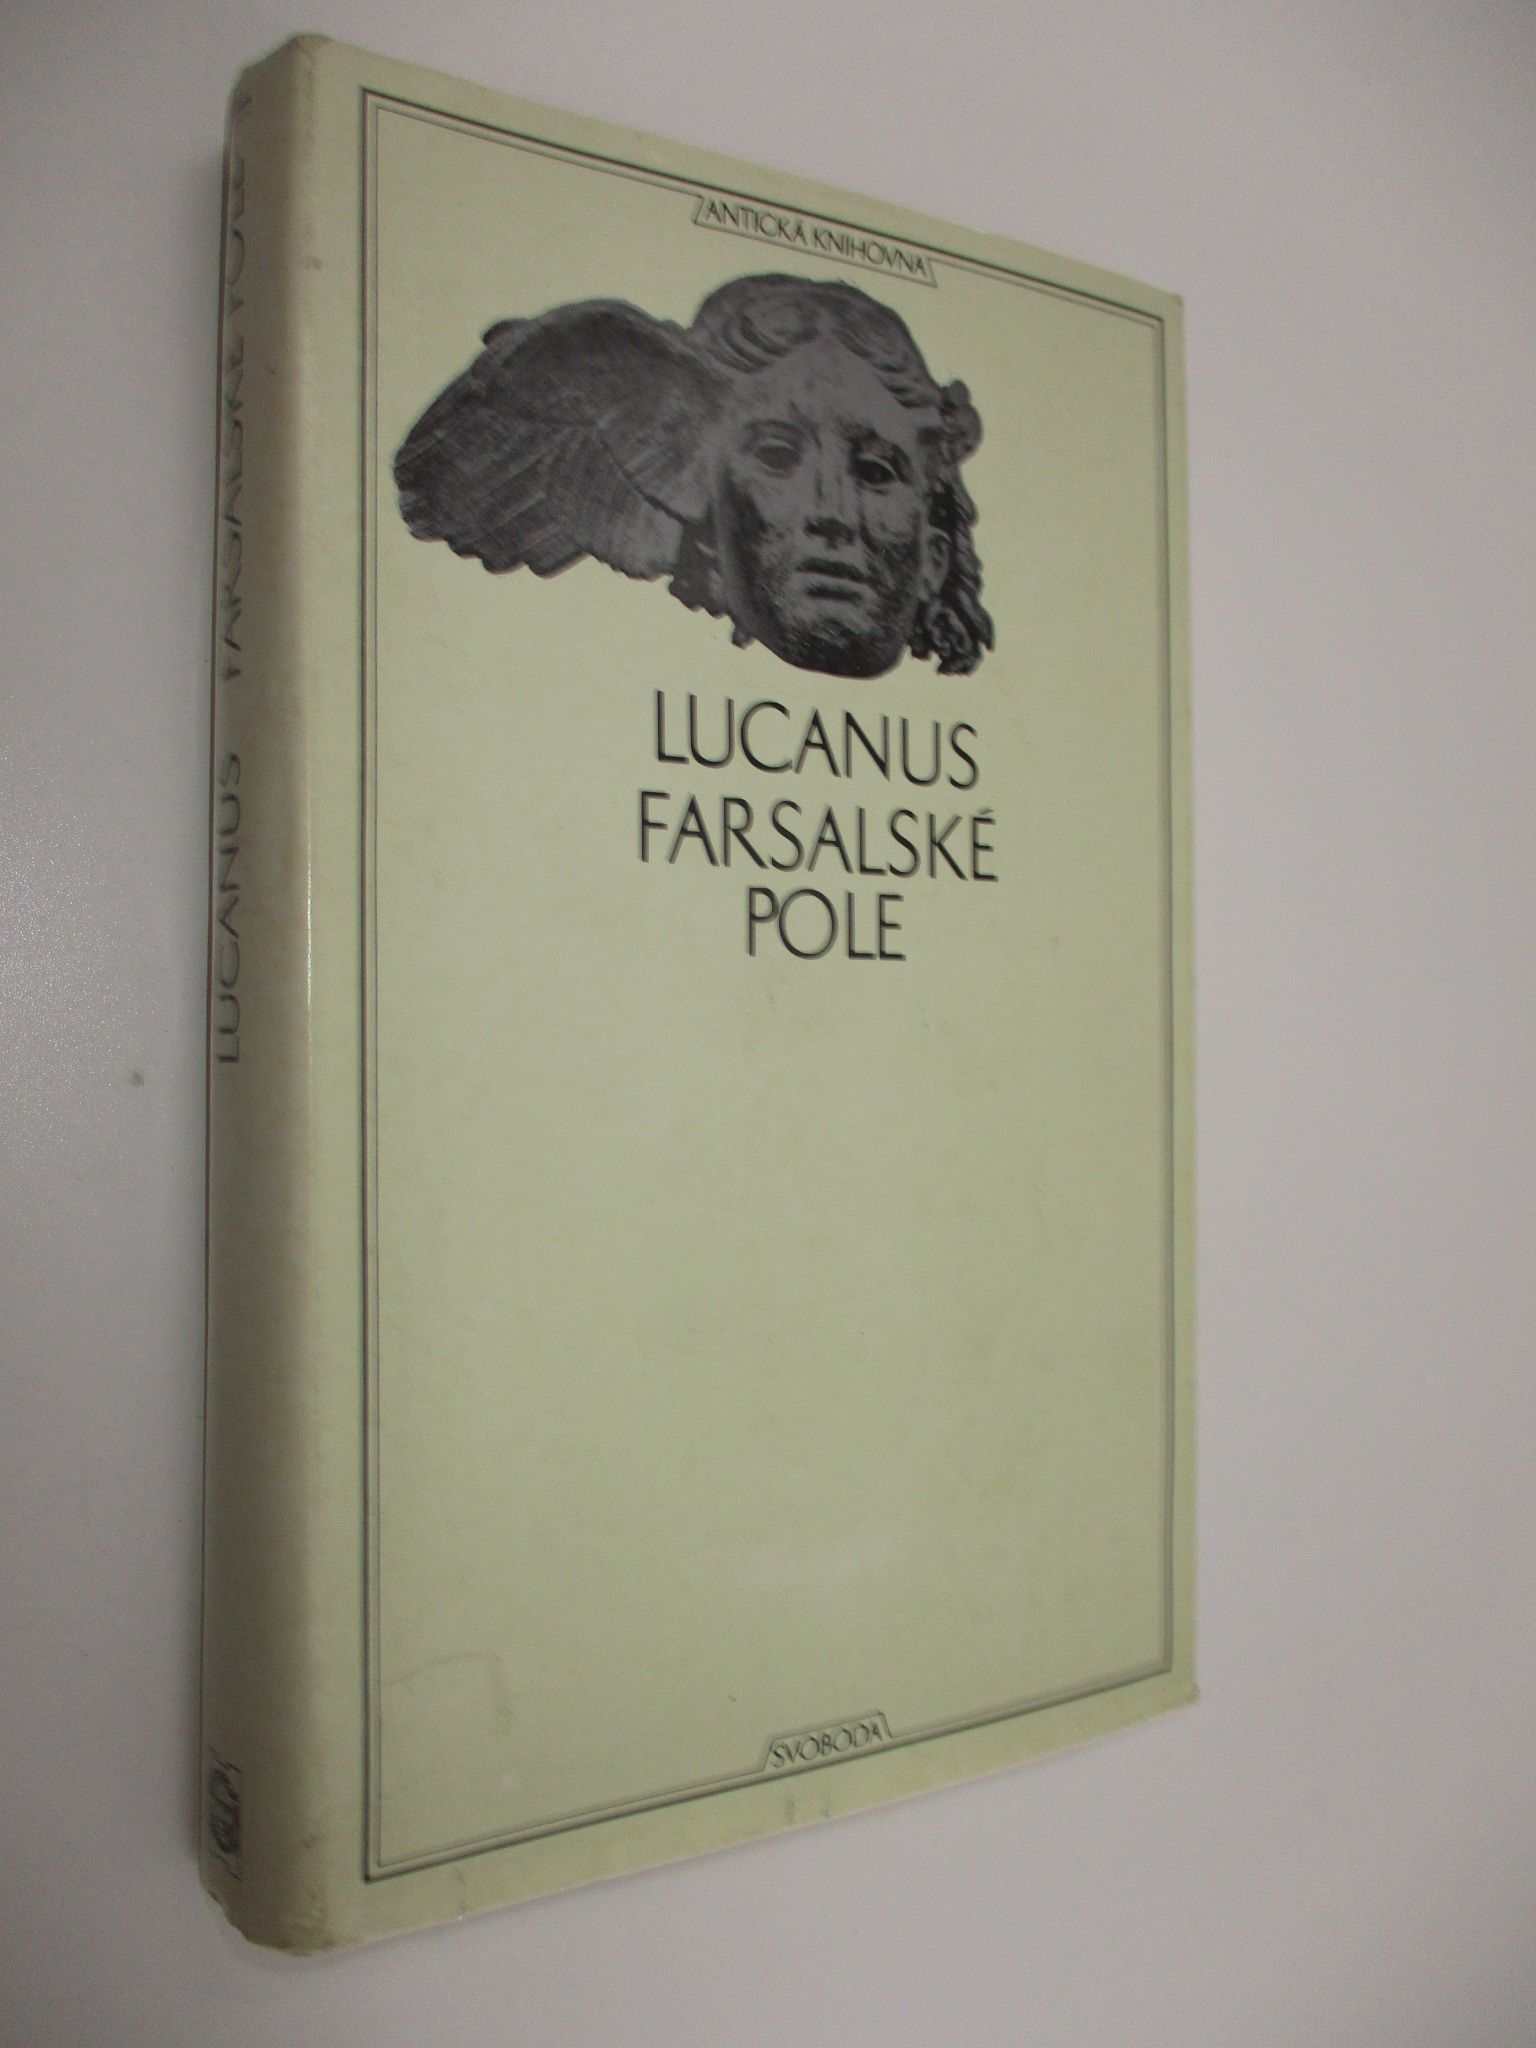 ANTICKÁ KNIHOVNA
LUCANUS
FARSALSKÉ
POLE
SVOBODA
LUCANUS FARSALSKÉ POLE